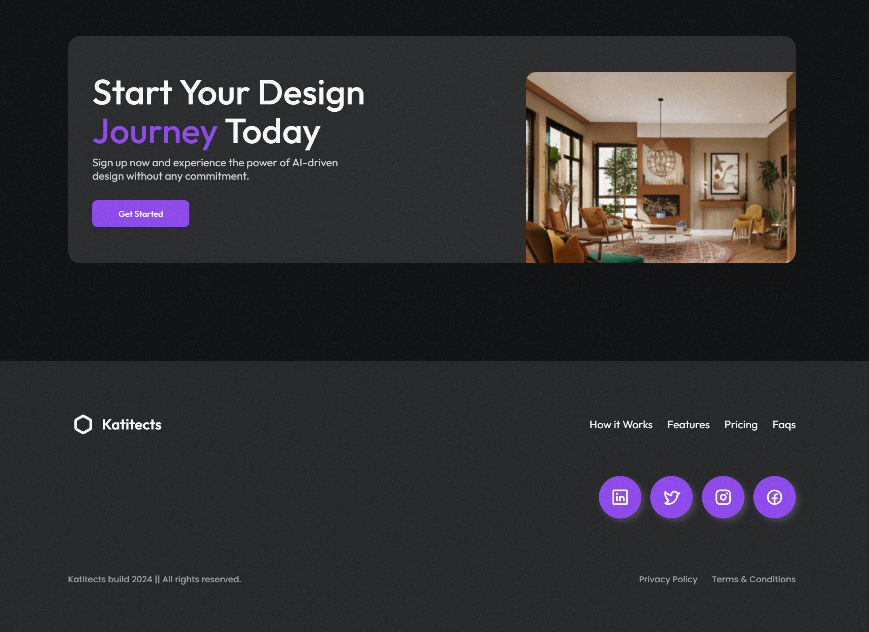 Start Your Design
Journey Today
Sign up now and experience the power of AI-driven
design without any commitment.
Get Started
Katitects
How it Works Features Pricing Faqs
Katitects build 2024 || All rights reserved.
Privacy Policy Terms & Conditions